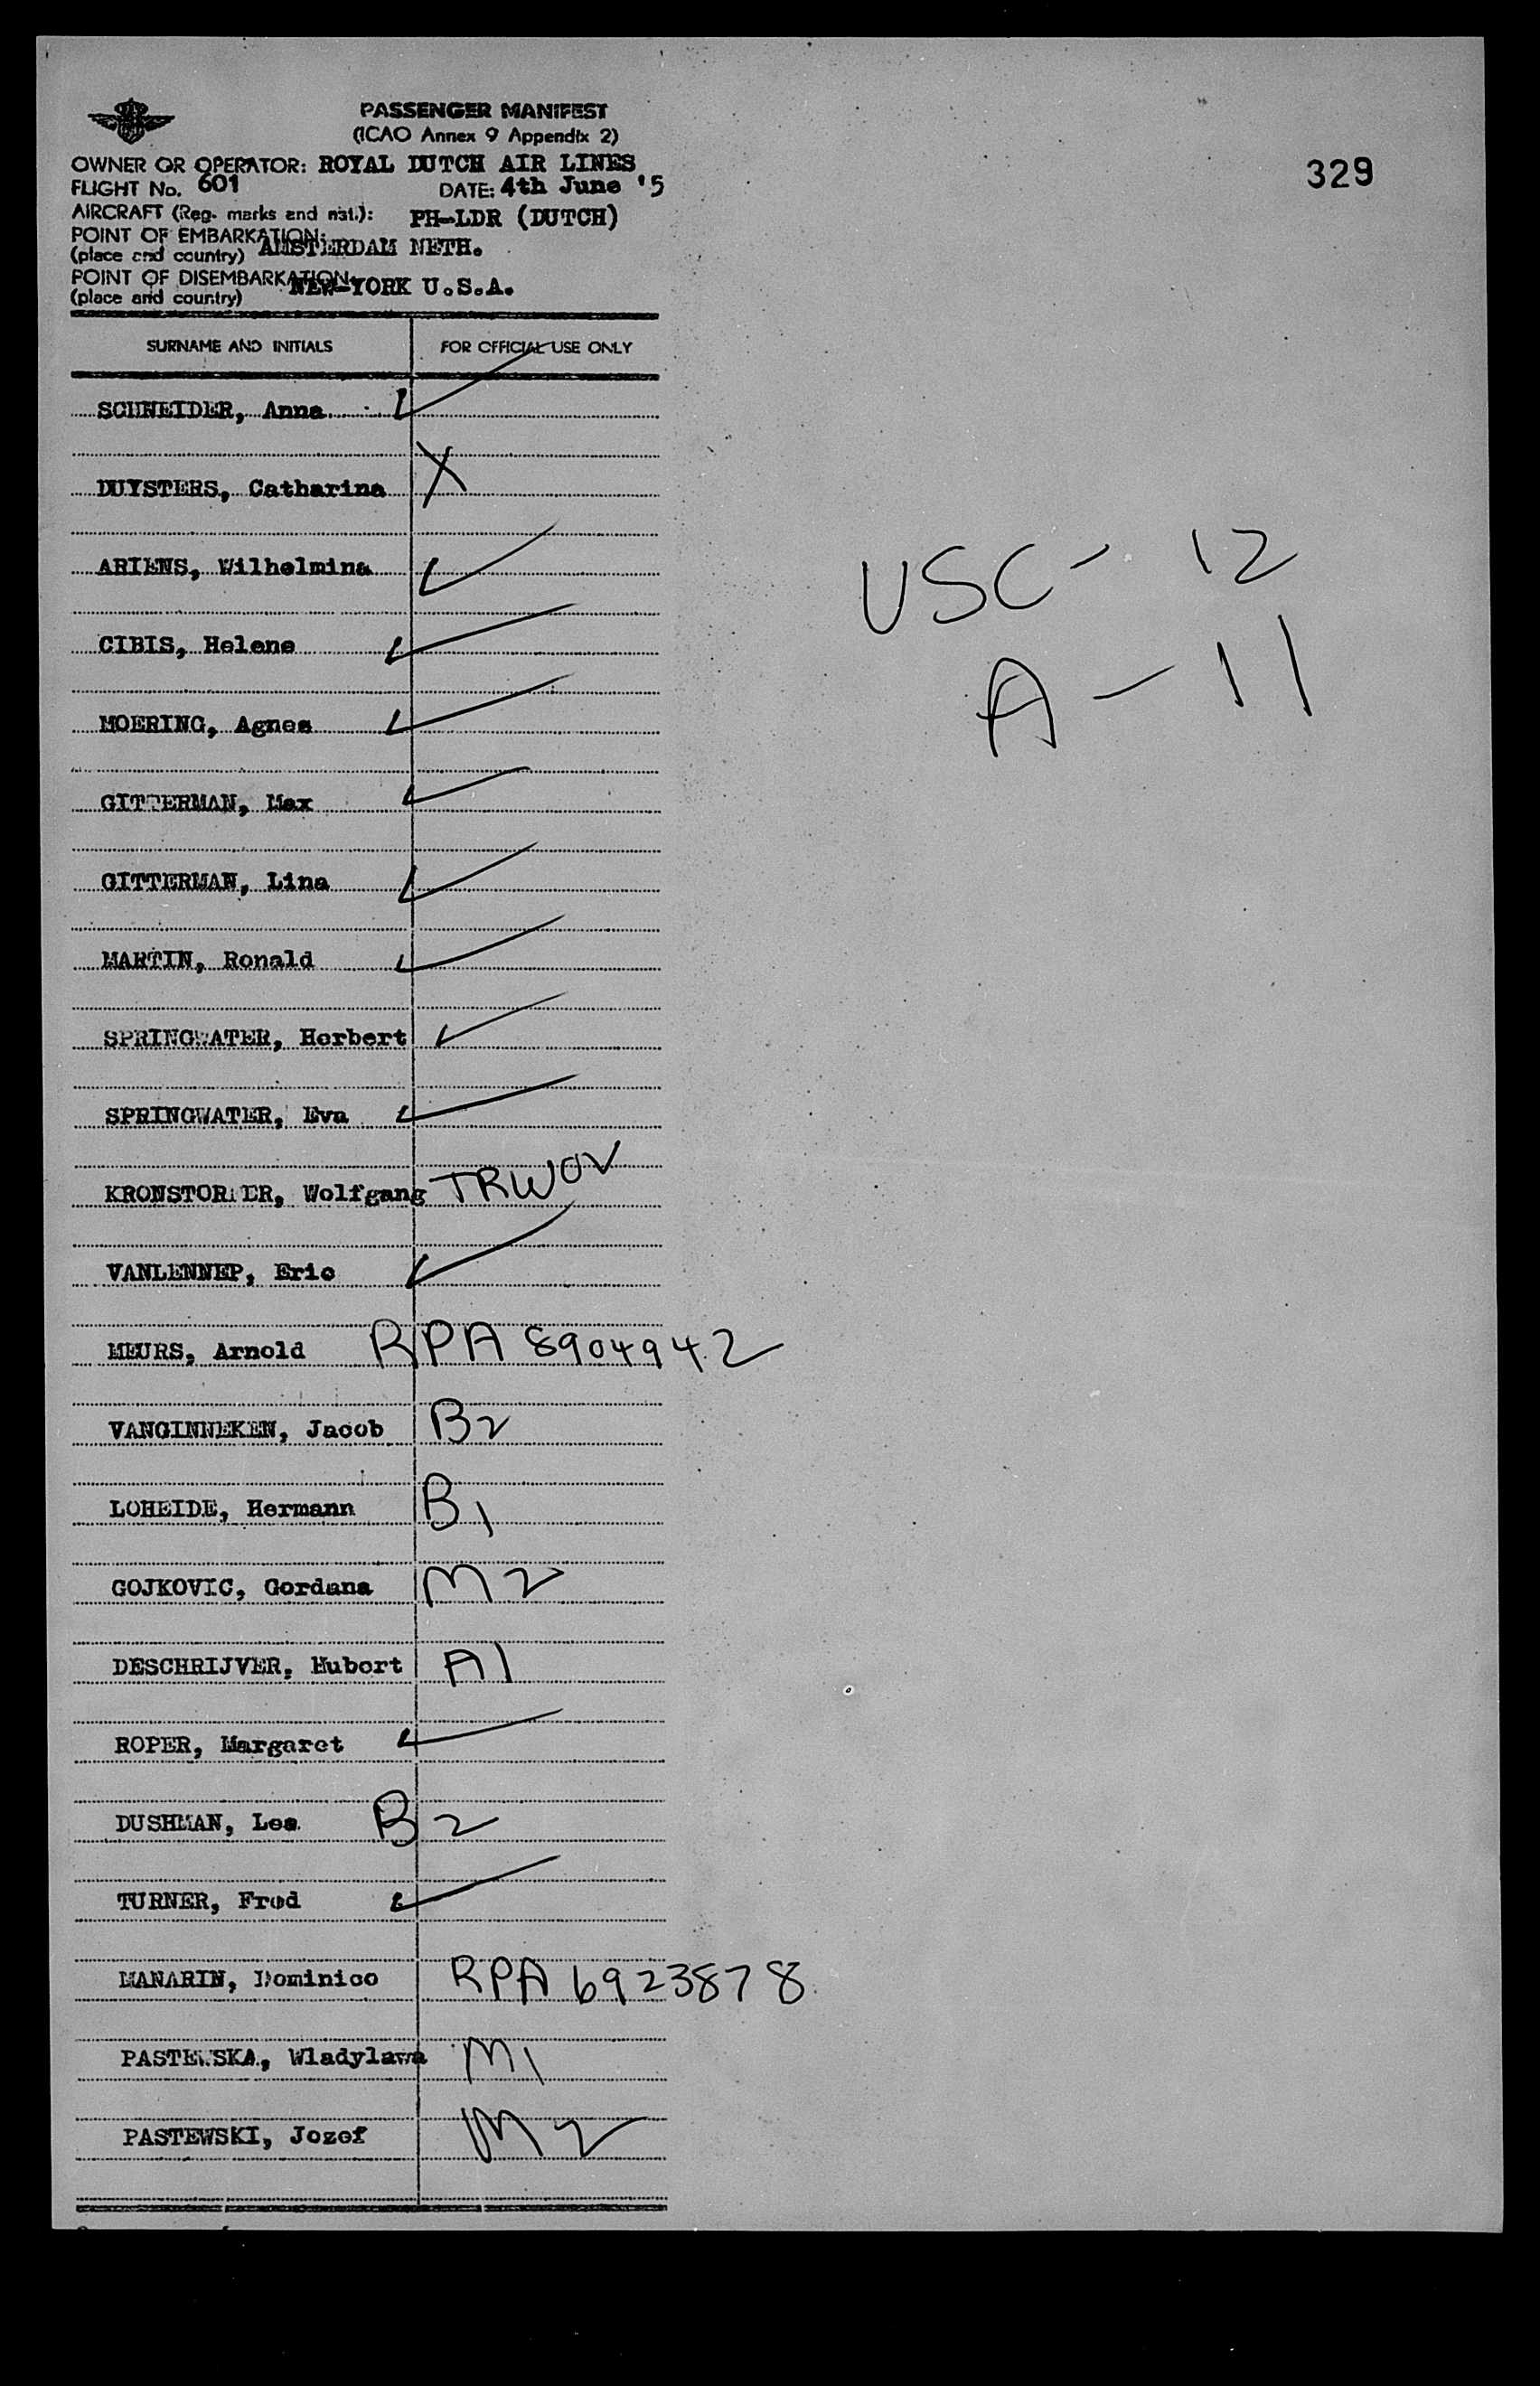 PASSENGER MANIFEST
(ICAO Annex 9 Appendix 2)
329
OWNER OR OPERATOR: ROYAL DUTCH AIR LINES
FLIGHT No. 601 DATE: 4th June '5
AIRCRAFT (Reg. marks and nat.): PH-LDR (DUTCH)
POINT OF EMBARKATION:
(place and country) AMSTERDAM NETH.
POINT OF DISEMBARKATION:
(place and country) NEW-YORK U.S.A.
SURNAME AND INITIALS FOR OFFICIAL USE ONLY
SCHNEIDER, Anna
DUYSTERS, Catharina X
ARIENS, Wilhelmina
USC - 12
CIBIS, Helene
A - 11
MOERING, Agnes
GITTERMAN, Max
GITTERMAN, Lina
MARTIN, Ronald
SPRINGWATER, Herbert
SPRINGWATER, Eva
Wolfgang TRWOV
VANLENNEP, Eric
MEURS, Arnold RPA 8904942
VANGINNEKEN, Jacob B2
LOHEIDE, Hermann B1
GOJKOVIC, Gordana M2
DESCHRIJVER, Hubert A1
ROPER, Margaret
DUSHMAN, B2
TURNER, Fred
MANARIN, Dominico RPA 6923878
PASTEWSKA, Wladylawa M1
PASTEWSKI, Jozef M2